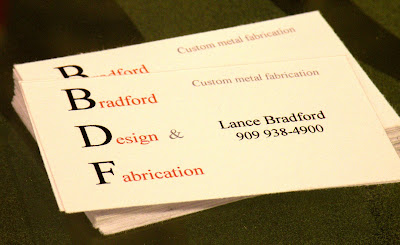 Custom metal fabrication
Bradford
Custom metal fabrication
Bradford
Design &
Lance Bradford
909 938-4900
Fabrication